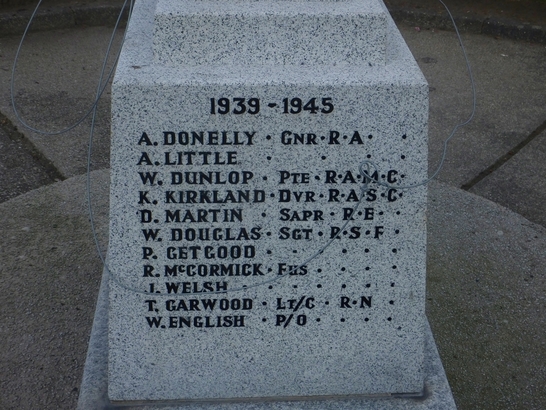 1939-1945
A. DONELLY · GNR · R · A · ·
A. LITTLE · · · · ·
W. DUNLOP · PTE · R · A · M · C ·
K. KIRKLAND · DVR · R · A · S · C ·
D. MARTIN · SAPR · R · E · ·
W. DOUGLAS · SGT · R · S · F ·
P. GETGOOD · · · · ·
R. McCORMICK · FUS · · · · ·
J. WELSH · · · · ·
T. GARWOOD · LT/C · R · N · ·
W. ENGLISH · P/O · · · · ·